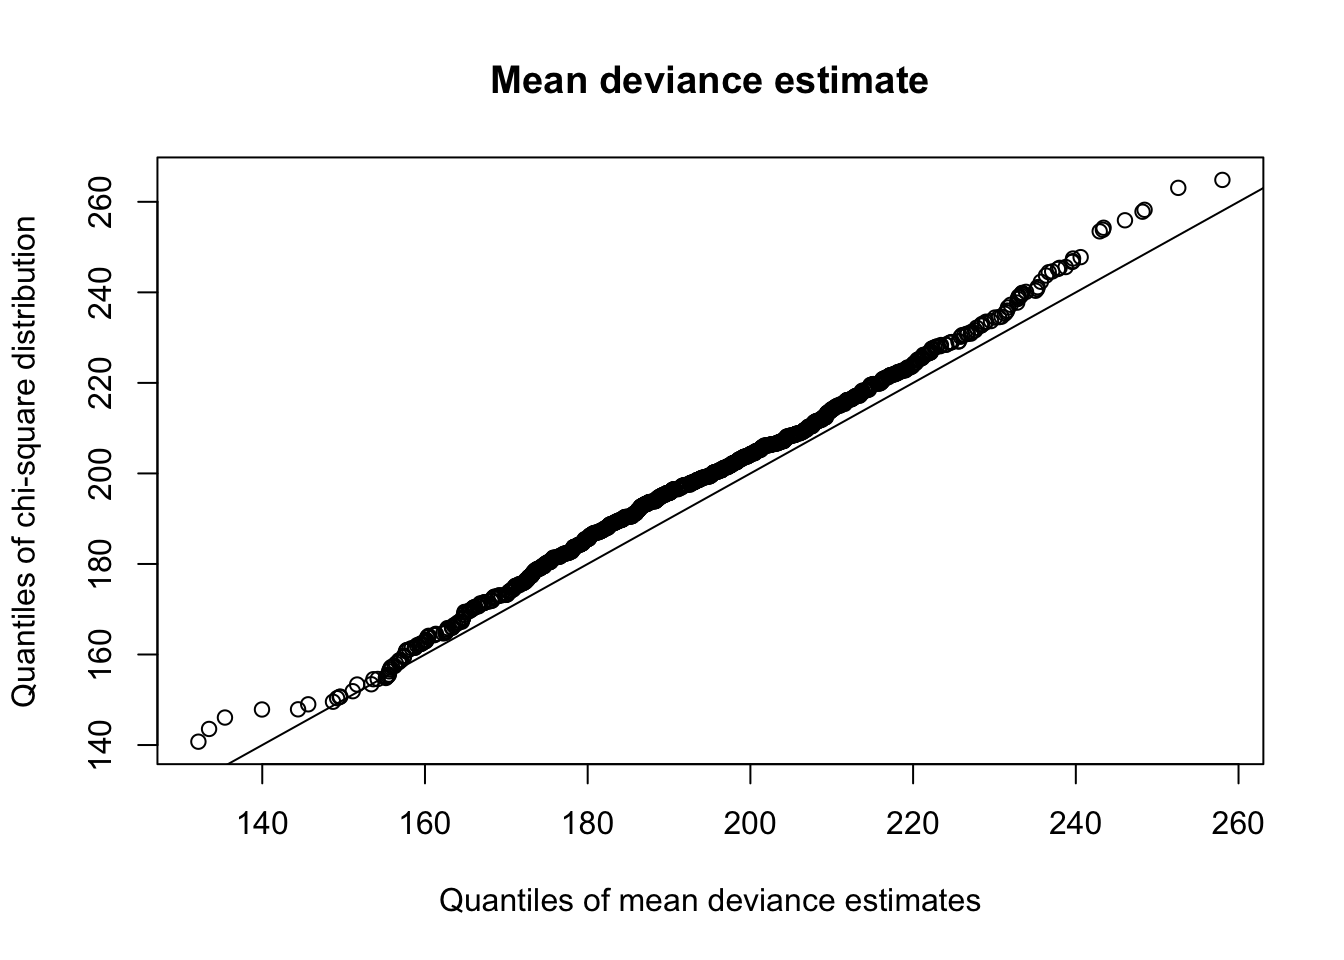 Mean deviance estimate
Quantiles of chi-square distribution
260
240
220
200
180
160
140
140 160 180 200 220 240 260
Quantiles of mean deviance estimates